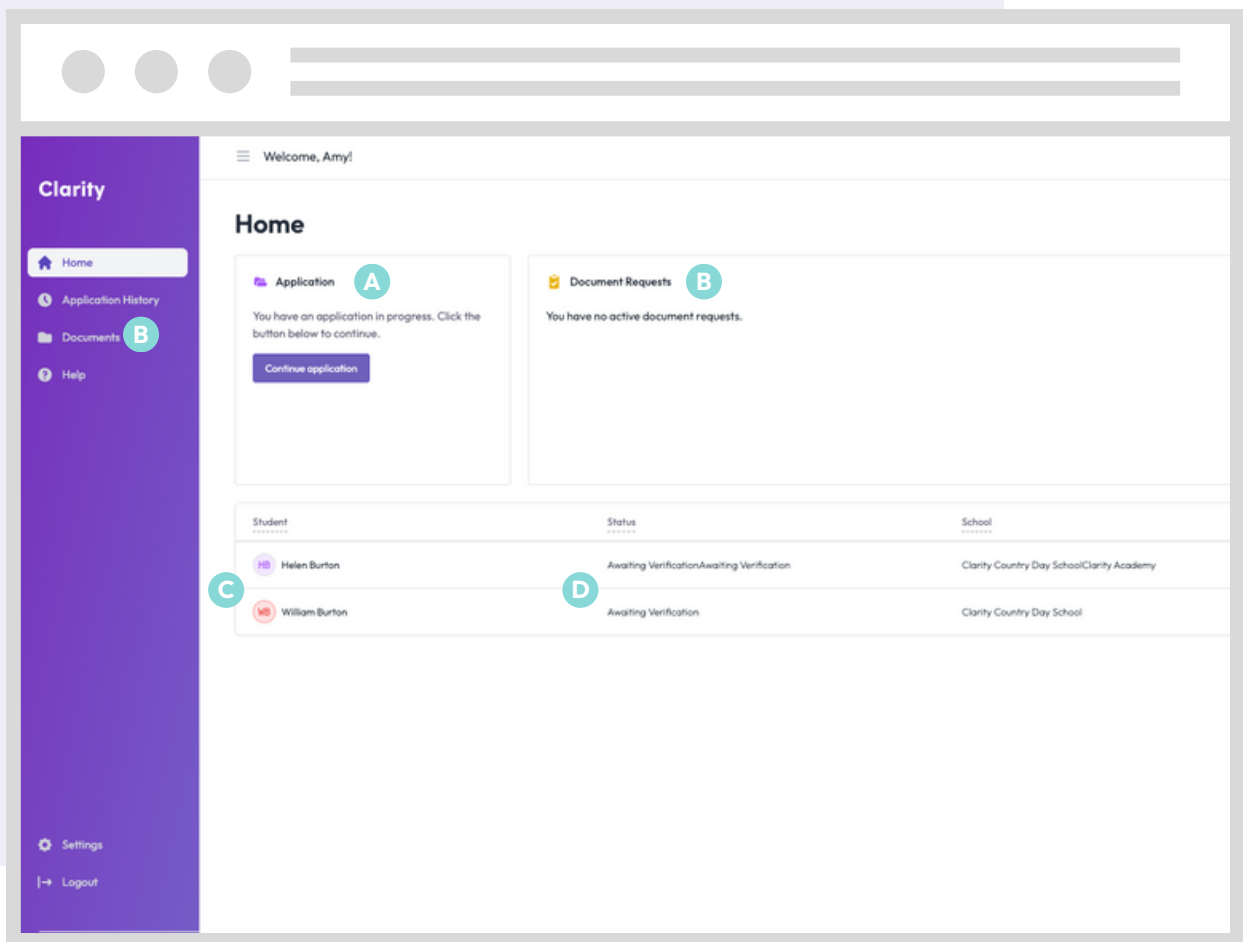 Clarity
Home
Application History
Documents B
Help
Settings
Logout
Welcome, Amy!
Home
Application A
You have an application in progress. Click the
button below to continue.
Continue application
Document Requests B
You have no active document requests.
Student Status School
HB Helen Burton Awaiting VerificationAwaiting Verification Clarity Country Day SchoolClarity Academy
C D
WB William Burton Awaiting Verification Clarity Country Day School